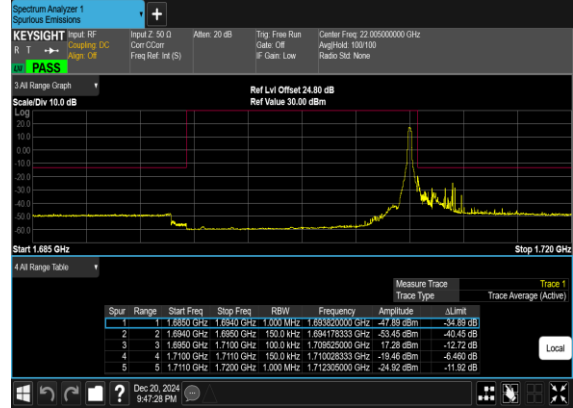 Spectrum Analyzer 1
Spurious Emissions
KEYSIGHT Input: RF Input Z: 50 Ω Atten: 20 dB Trig: Free Run Center Freq: 22.005000000 GHz
R T Coupling: DC Corr CCorr Gate: Off Avg|Hold: 100/100
Align: Off Freq Ref: Int (S) IF Gain: Low Radio Std: None
PASS
3 All Range Graph
Ref Lvl Offset 24.80 dB
Scale/Div 10.0 dB Ref Value 30.00 dBm
Log
20.0
10.0
0.00
-10.0
-20.0
-30.0
-40.0
-50.0
-60.0
Start 1.685 GHz Stop 1.720 GHz
4 All Range Table
Measure Trace Trace 1
Trace Type Trace Average (Active)
Spur Range Start Freq Stop Freq RBW Frequency Amplitude ΔLimit
1 1 1.6850 GHz 1.6940 GHz 1.000 MHz 1.693820000 GHz -47.89 dBm -34.89 dB
2 2 1.6940 GHz 1.6950 GHz 150.0 kHz 1.694178333 GHz -53.45 dBm -40.45 dB
3 3 1.6950 GHz 1.7100 GHz 100.0 kHz 1.709525000 GHz 17.28 dBm -12.72 dB
4 4 1.7100 GHz 1.7110 GHz 150.0 kHz 1.710028333 GHz -19.46 dBm -6.460 dB
5 5 1.7110 GHz 1.7200 GHz 1.000 MHz 1.712305000 GHz -24.92 dBm -11.92 dB
Local
Dec 20, 2024
9:47:28 PM